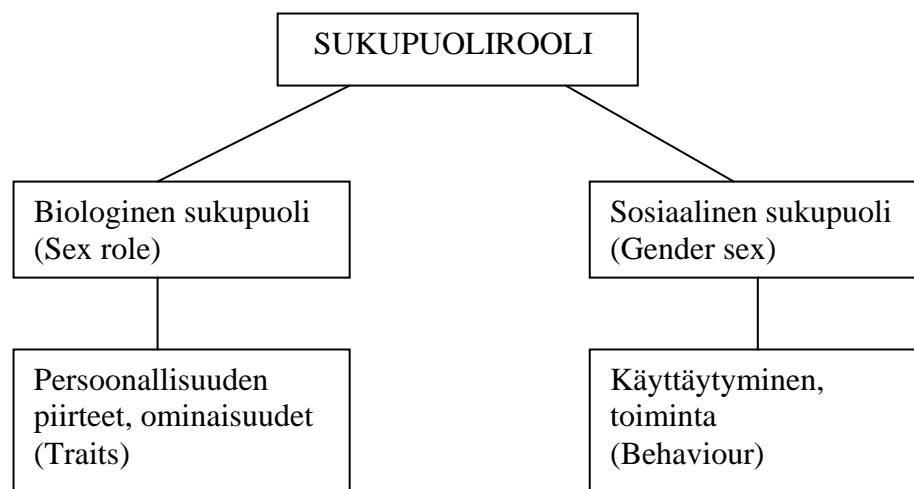 SUKUPUOLIROOLI
Biologinen sukupuoli
(Sex role)
Sosiaalinen sukupuoli
(Gender sex)
Persoonallisuuden
piirteet, ominaisuudet
(Traits)
Käyttäytyminen,
toiminta
(Behaviour)